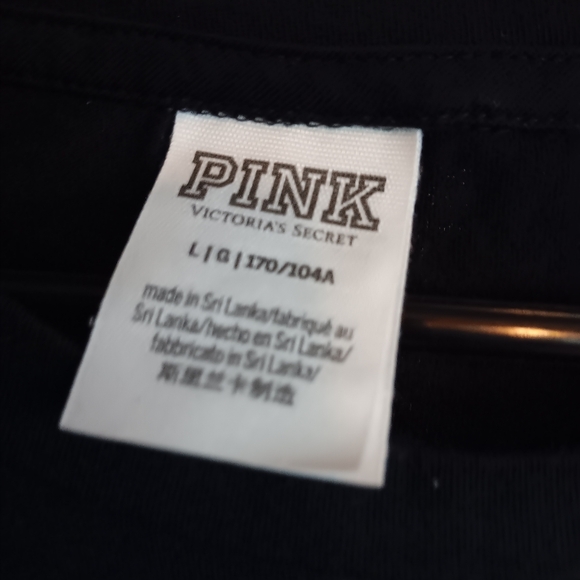 PINK
VICTORIA'S SECRET
L | G | 170/104A
made in Sri Lanka/fabriqué au
Sri Lanka/hecho en Sri Lanka/
fabbricato in Sri Lanka/
斯里兰卡制造